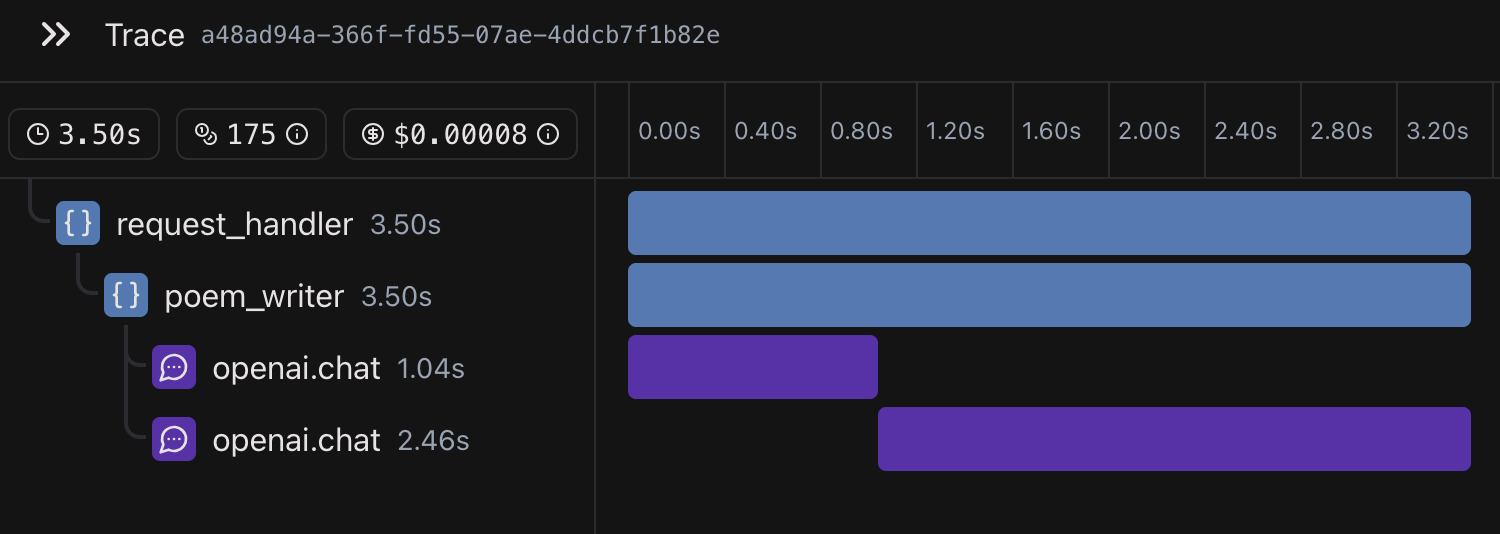 Trace a48ad94a-366f-fd55-07ae-4ddcb7f1b82e
3.50s 175 $0.00008 0.00s 0.40s 0.80s 1.20s 1.60s 2.00s 2.40s 2.80s 3.20s
{} request_handler 3.50s
{} poem_writer 3.50s
openai.chat 1.04s
openai.chat 2.46s